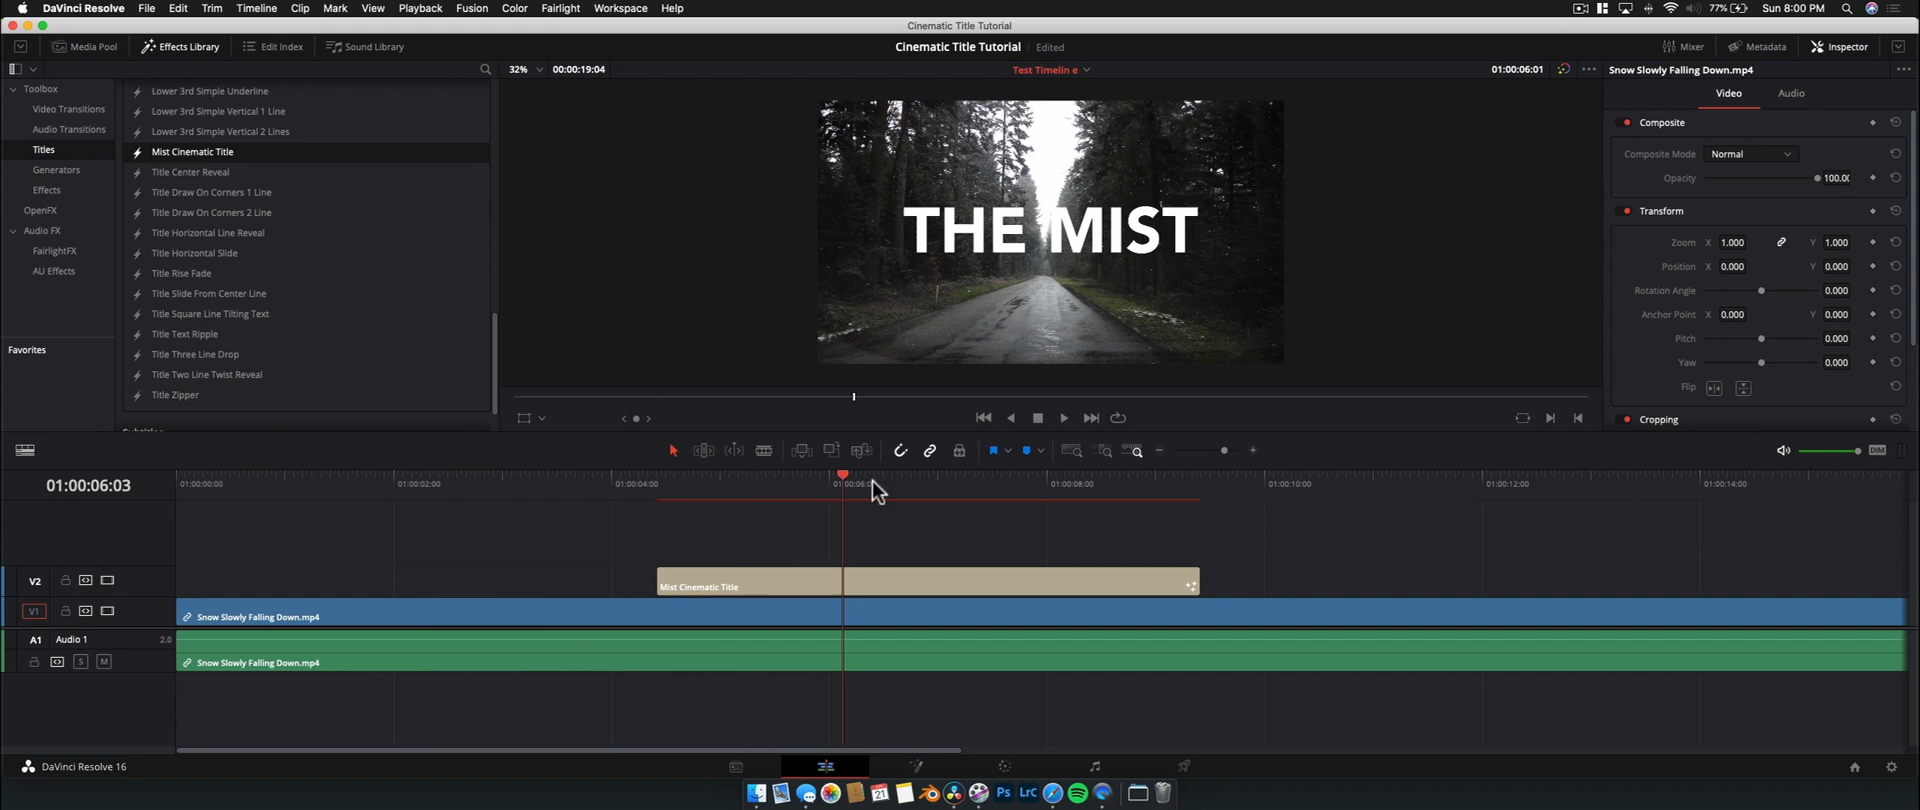 DaVinci Resolve File Edit Trim Timeline Clip Mark View Playback Fusion Color Fairlight Workspace Help 77% Sun 8:00 PM
Cinematic Title Tutorial
Media Pool Effects Library Edit Index Sound Library Cinematic Title Tutorial Edited Mixer Metadata Inspector
32% 00:00:19:04 Test Timlin e 01:00:06:01 Snow Slowly Falling Down.mp4
Toolbox
Video Transitions
Audio Transitions
Titles
Generators
Effects
OpenFX
Audio FX
FairlightFX
AU Effects
Favorites
Lower 3rd Simple Underline
Lower 3rd Simple Vertical 1 Line
Lower 3rd Simple Vertical 2 Lines
Mist Cinematic Title
Title Center Reveal
Title Draw On Corners 1 Line
Title Draw On Corners 2 Line
Title Horizontal Line Reveal
Title Horizontal Slide
Title Rise Fade
Title Slide From Center Line
Title Square Line Tilting Text
Title Text Ripple
Title Three Line Drop
Title Two Line Twist Reveal
Title Zipper
THE MIST
Video Audio
Composite
Composite Mode Normal
Opacity 100.00
Transform
Zoom X 1.000 Y 1.000
Position X 0.000 Y 0.000
Rotation Angle 0.000
Anchor Point X 0.000 Y 0.000
Pitch 0.000
Yaw 0.000
Flip
Cropping
DIM
01:00:06:03 01:00:00:00 01:00:02:00 01:00:04:00 01:00:06:0 01:00:08:00 01:00:10:00 01:00:12:00 01:00:14:00
V2
Mist Cinematic Title
V1 Snow Slowly Falling Down.mp4
A1 Audio 1 2.0
S M Snow Slowly Falling Down.mp4
DaVinci Resolve 16
21 Ps LrC